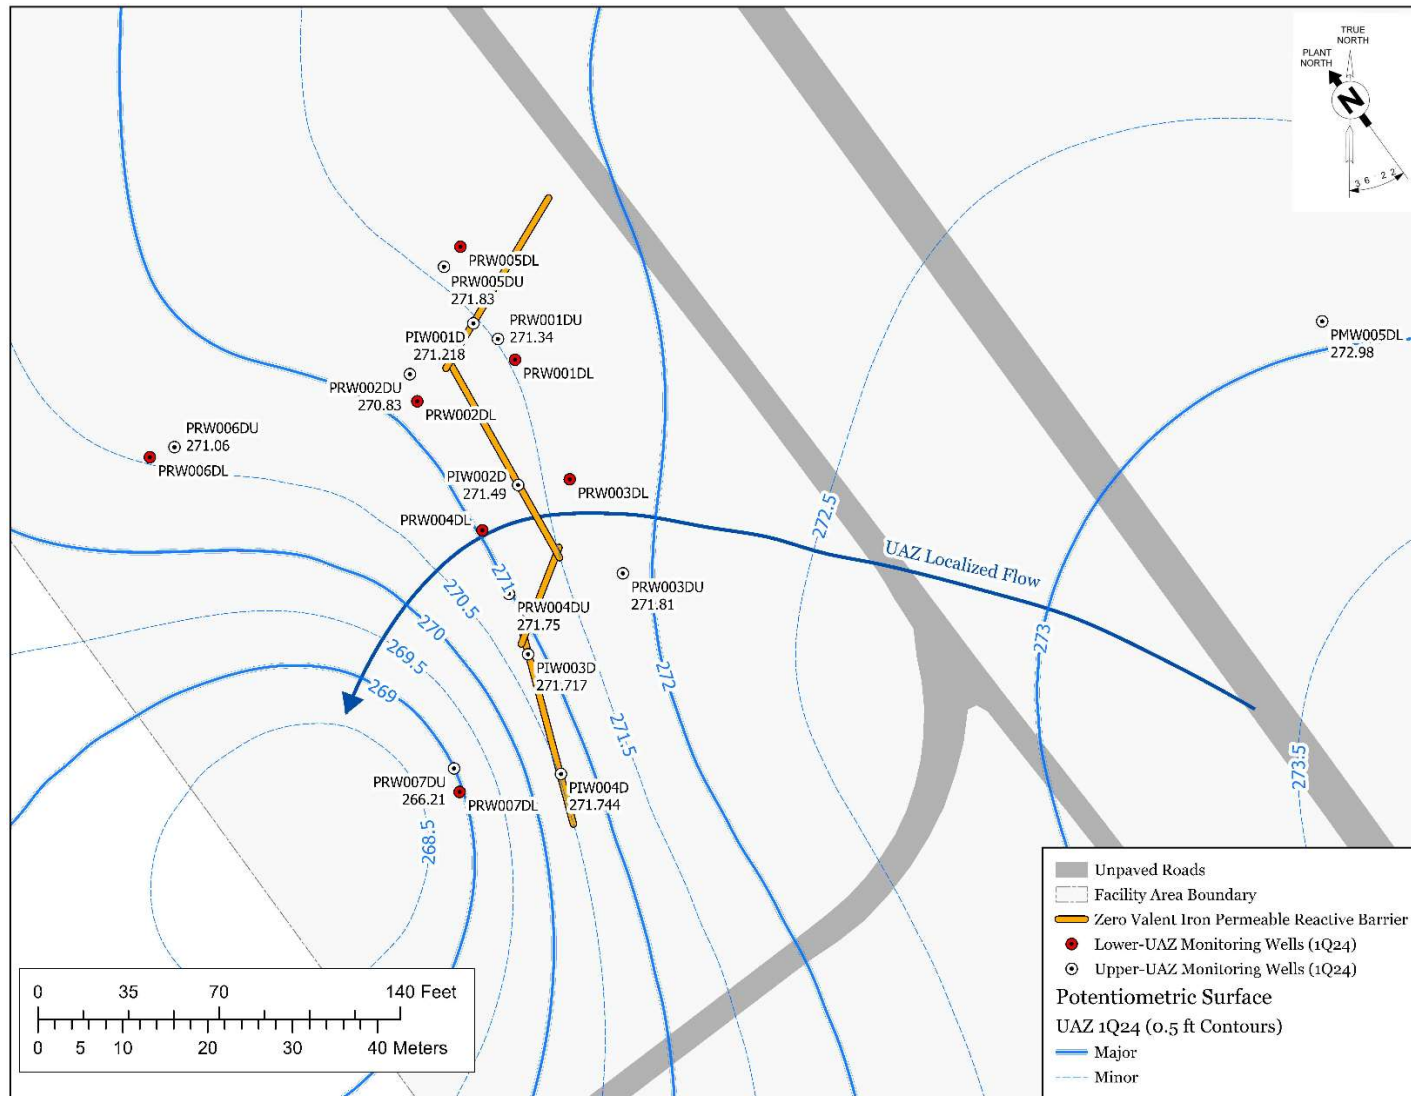 TRUE
NORTH
PLANT
NORTH
N
36.22
PRW005DL
PRW005DU
271.83
PRW001DU
271.34
PIW001D
271.218
PRW001DL
PMW005DL
272.98
PRW002DU
270.83
PRW002DL
PRW006DU
271.06
PRW006DL
PIW002D
271.49
PRW003DL
272.5
PRW004DL
UAZ Localized Flow
271
270.5
PRW003DU
271.81
PRW004DU
271.75
270
269.5
273
PIW003D
271.717
272
269
271.5
273.5
PRW007DU
266.21
PRW007DL
PIW004D
271.744
268.5
Unpaved Roads
Facility Area Boundary
Zero Valent Iron Permeable Reactive Barrier
Lower-UAZ Monitoring Wells (1Q24)
Upper-UAZ Monitoring Wells (1Q24)
Potentiometric Surface
UAZ 1Q24 (0.5 ft Contours)
Major
Minor
0 35 70 140 Feet
0 5 10 20 30 40 Meters